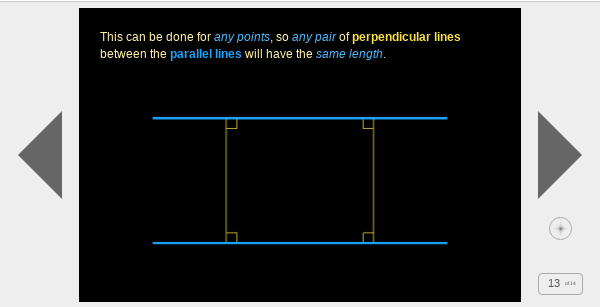 This can be done for any points, so any pair of perpendicular lines
between the parallel lines will have the same length.
13 of 14